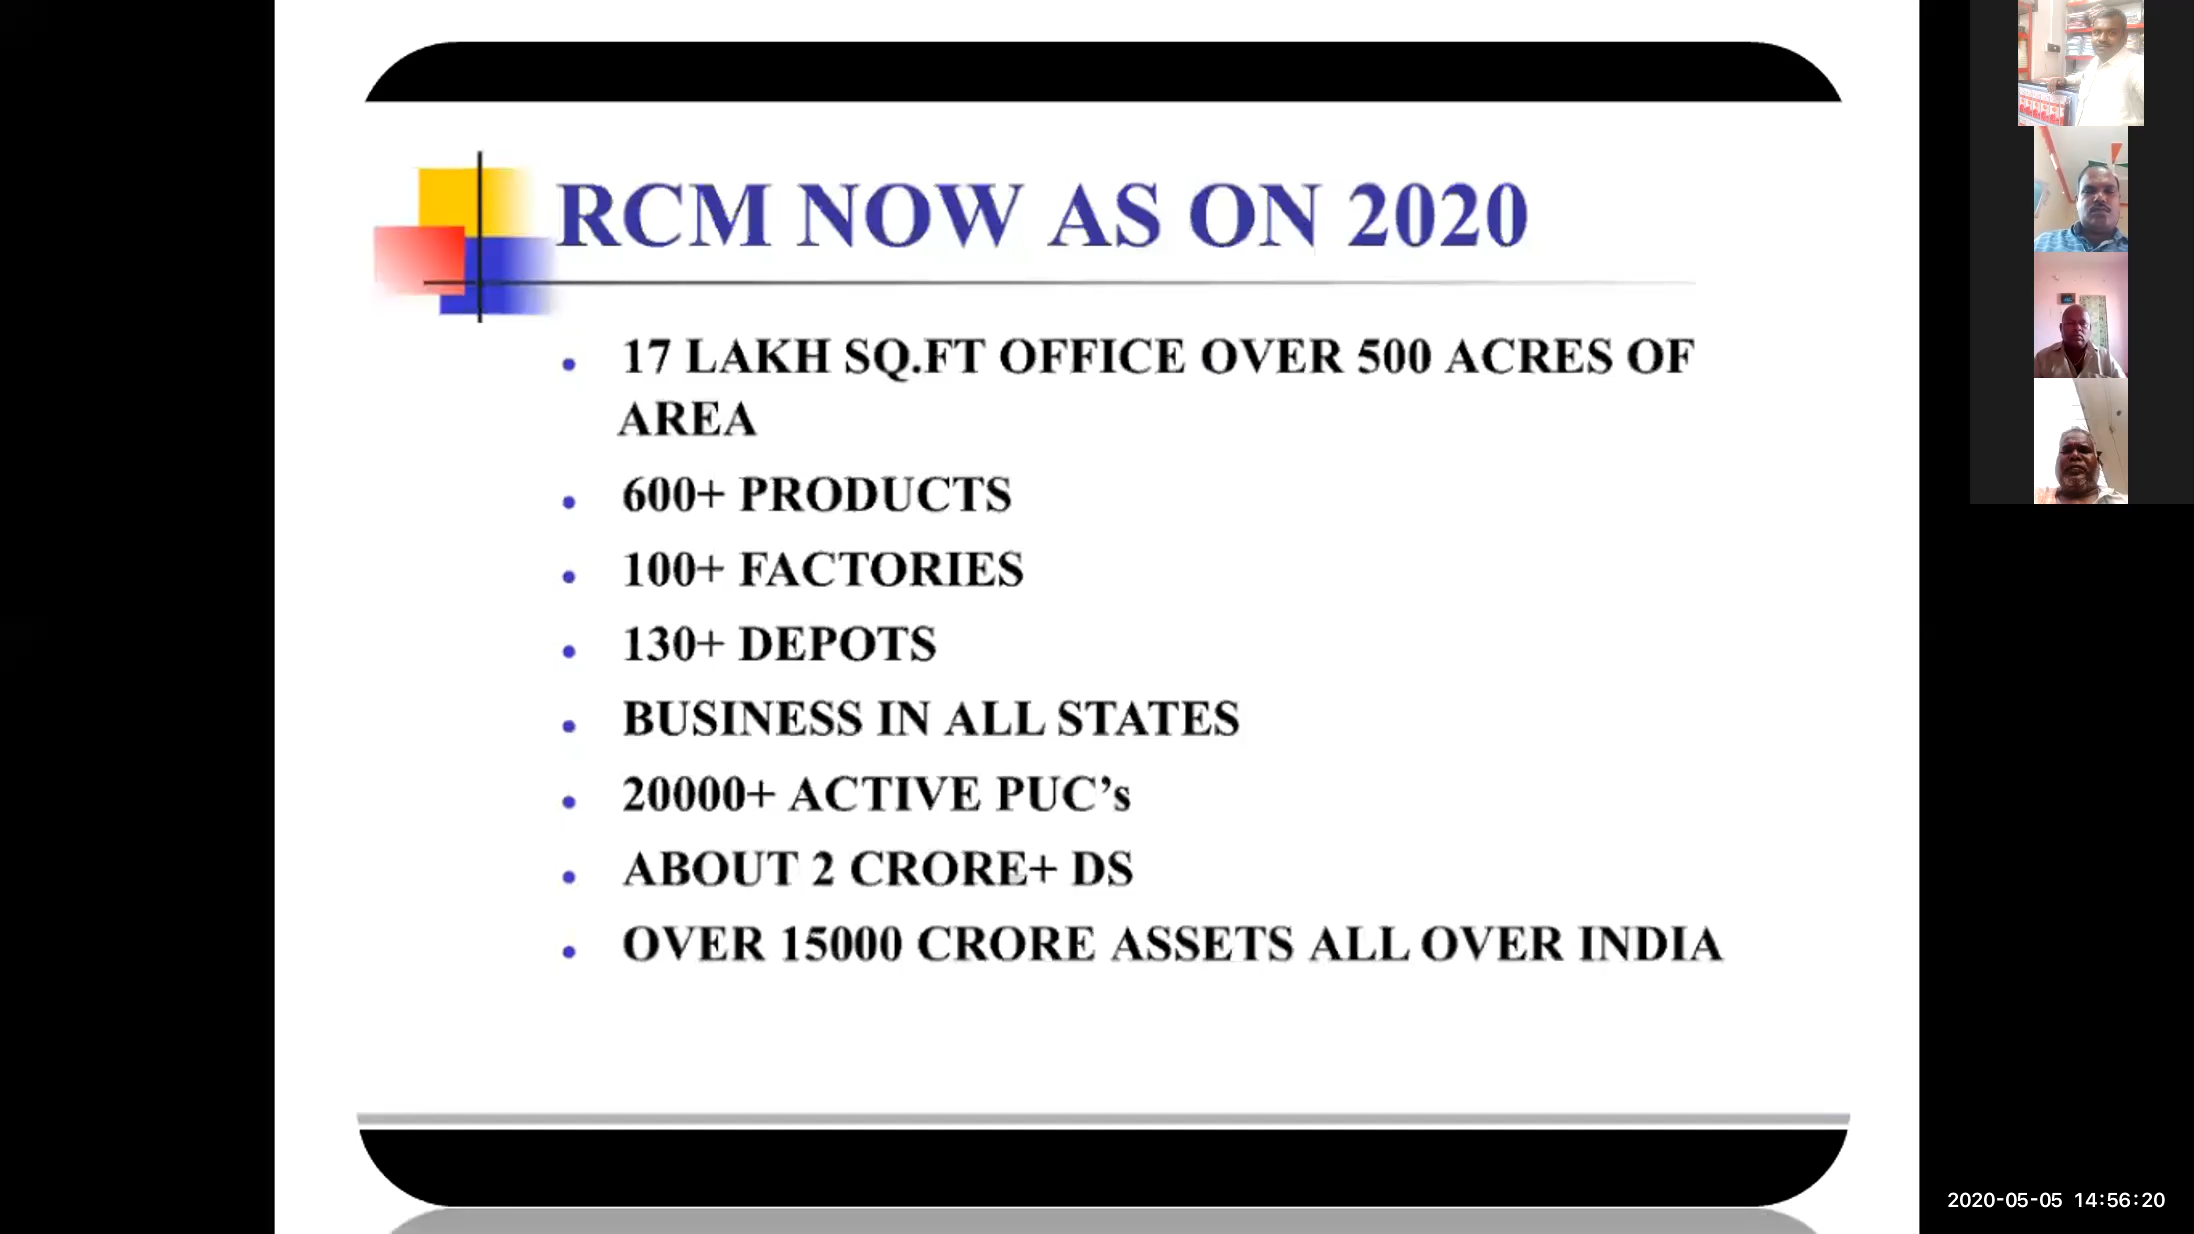 RCM NOW AS ON 2020
17 LAKH SQ.FT OFFICE OVER 500 ACRES OF
AREA
600+ PRODUCTS
100+ FACTORIES
130+ DEPOTS
BUSINESS IN ALL STATES
20000+ ACTIVE PUC’s
ABOUT 2 CRORE+ DS
OVER 15000 CRORE ASSETS ALL OVER INDIA
2020-05-05 14:56:20